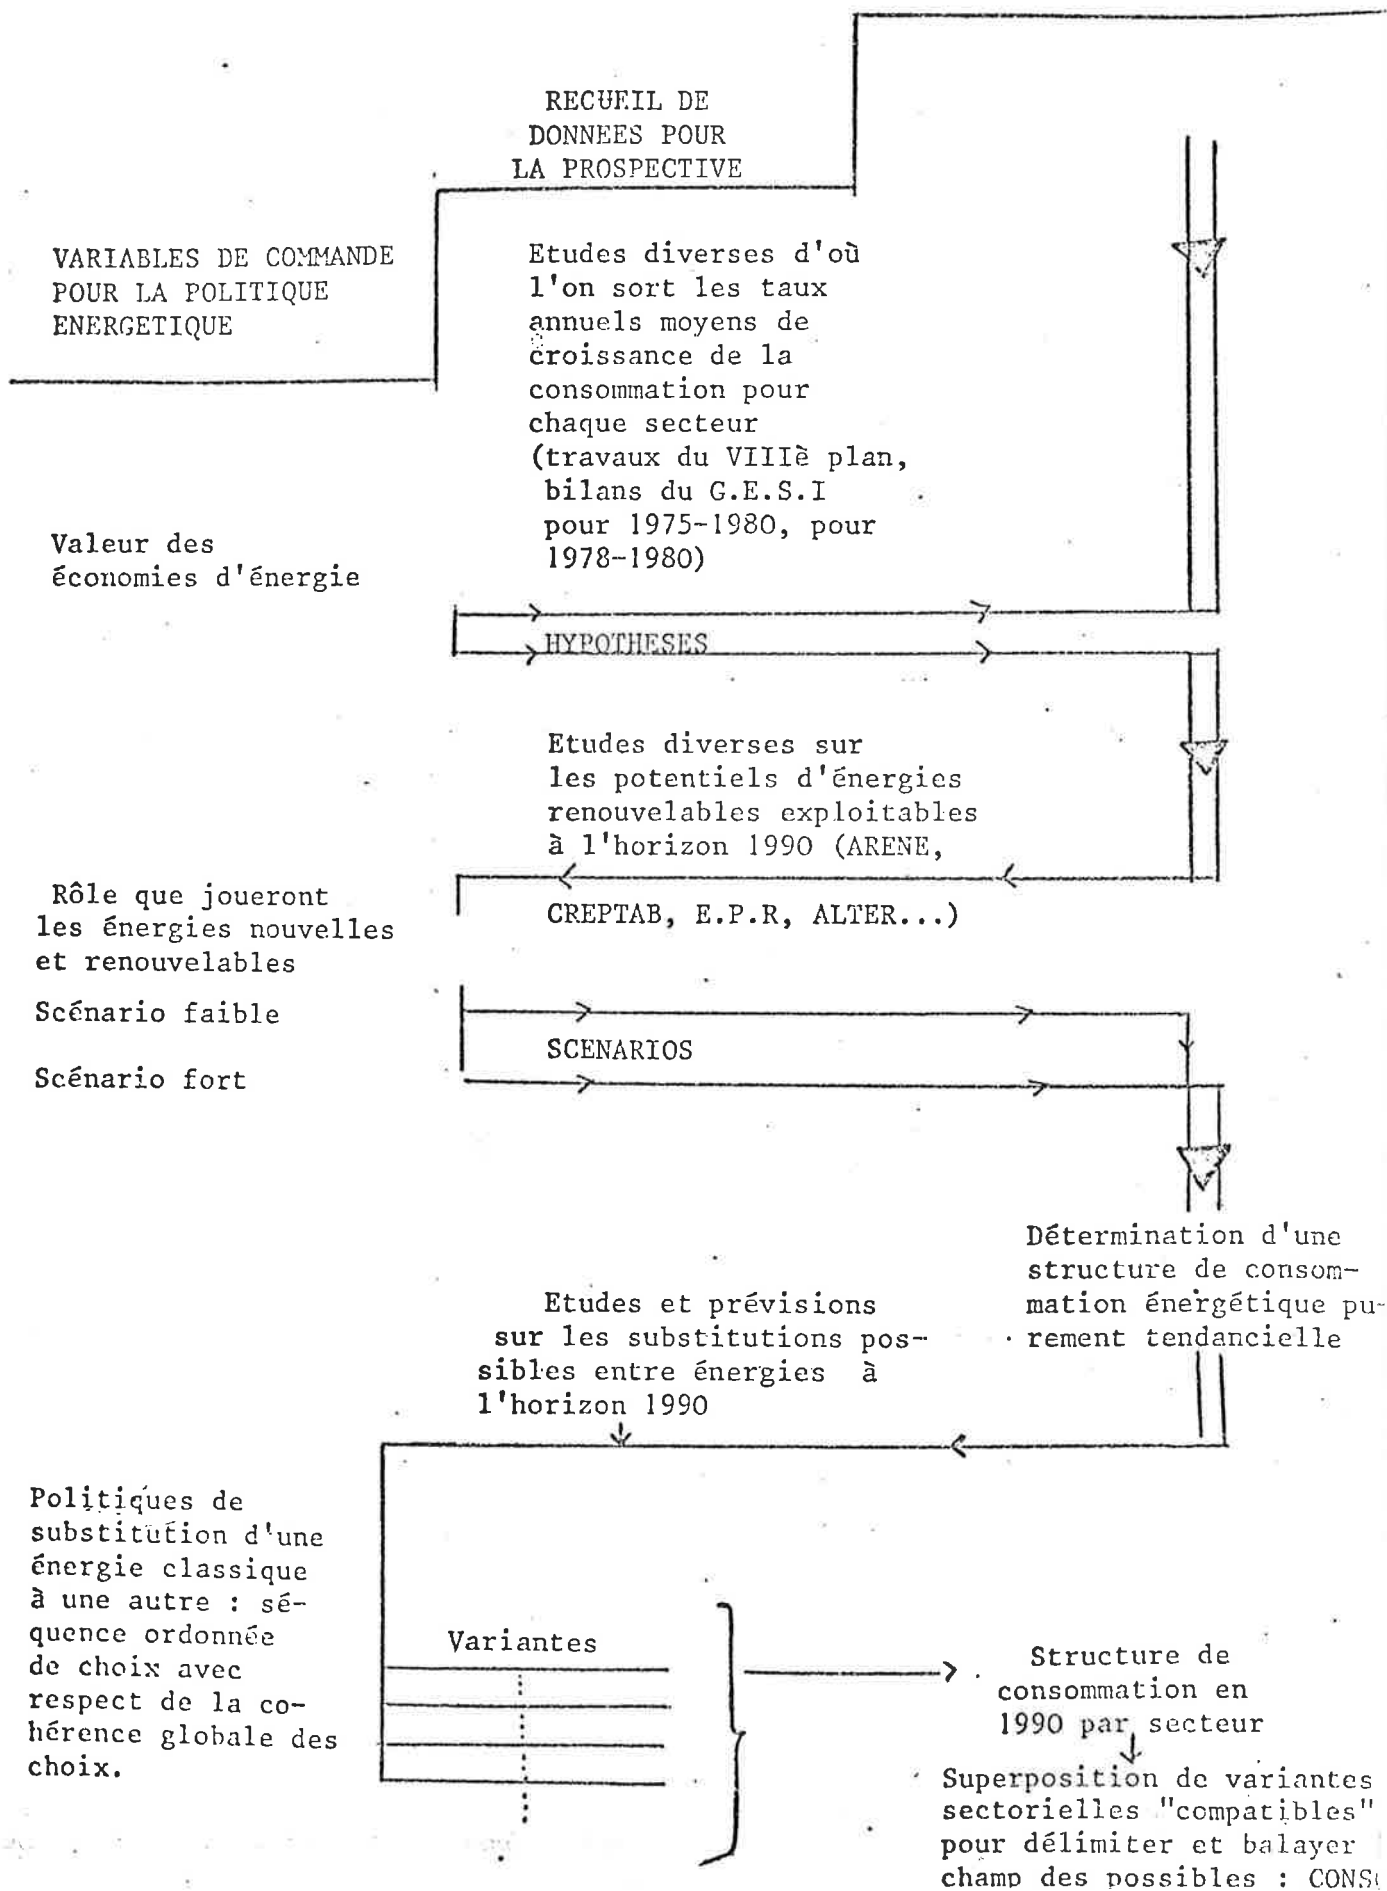 RECUEIL DE
DONNEES POUR
LA PROSPECTIVE
VARIABLES DE COMMANDE
POUR LA POLITIQUE
ENERGETIQUE
Etudes diverses d'où
l'on sort les taux
annuels moyens de
croissance de la
consommation pour
chaque secteur
(travaux du VIIIè plan,
bilans du G.E.S.I
pour 1975-1980, pour
1978-1980)
Valeur des
économies d'énergie
HYPOTHESES
Etudes diverses sur
les potentiels d'énergies
renouvelables exploitables
à l'horizon 1990 (ARENE,
CREPTAB, E.P.R, ALTER...)
Rôle que joueront
les énergies nouvelles
et renouvelables
Scénario faible
SCENARIOS
Scénario fort
Détermination d'une
structure de consom-
mation énergétique pu-
rement tendancielle
Etudes et prévisions
sur les substitutions pos-
sibles entre énergies à
l'horizon 1990
Politiques de
substitution d'une
énergie classique
à une autre : sé-
quence ordonnée
de choix avec
respect de la co-
hérence globale des
choix.
Variantes
Structure de
consommation en
1990 par secteur
Superposition de variantes
sectorielles "compatibles"
pour délimiter et balayer
champ des possibles :